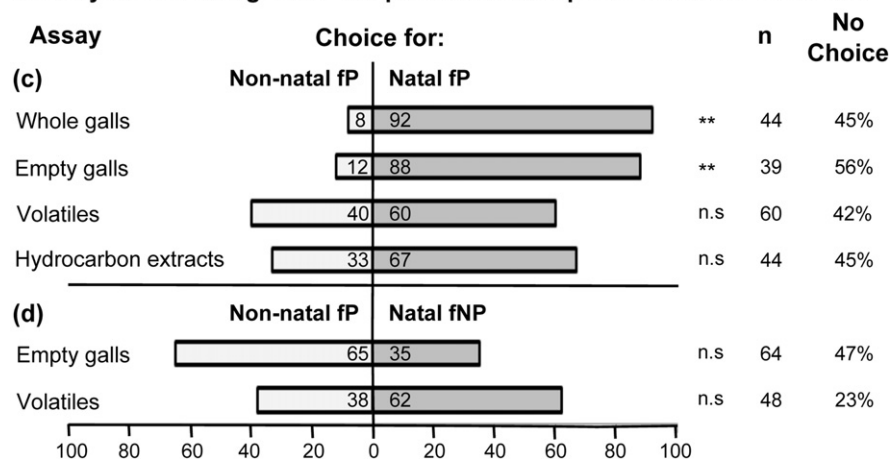 Assay Choice for: n No Choice
(c) Non-natal fP Natal fP
Whole galls 8 92 ** 44 45%
Empty galls 12 88 ** 39 56%
Volatiles 40 60 n.s 60 42%
Hydrocarbon extracts 33 67 n.s 44 45%
(d) Non-natal fP Natal fNP
Empty galls 65 35 n.s 64 47%
Volatiles 38 62 n.s 48 23%
100 80 60 40 20 0 20 40 60 80 100